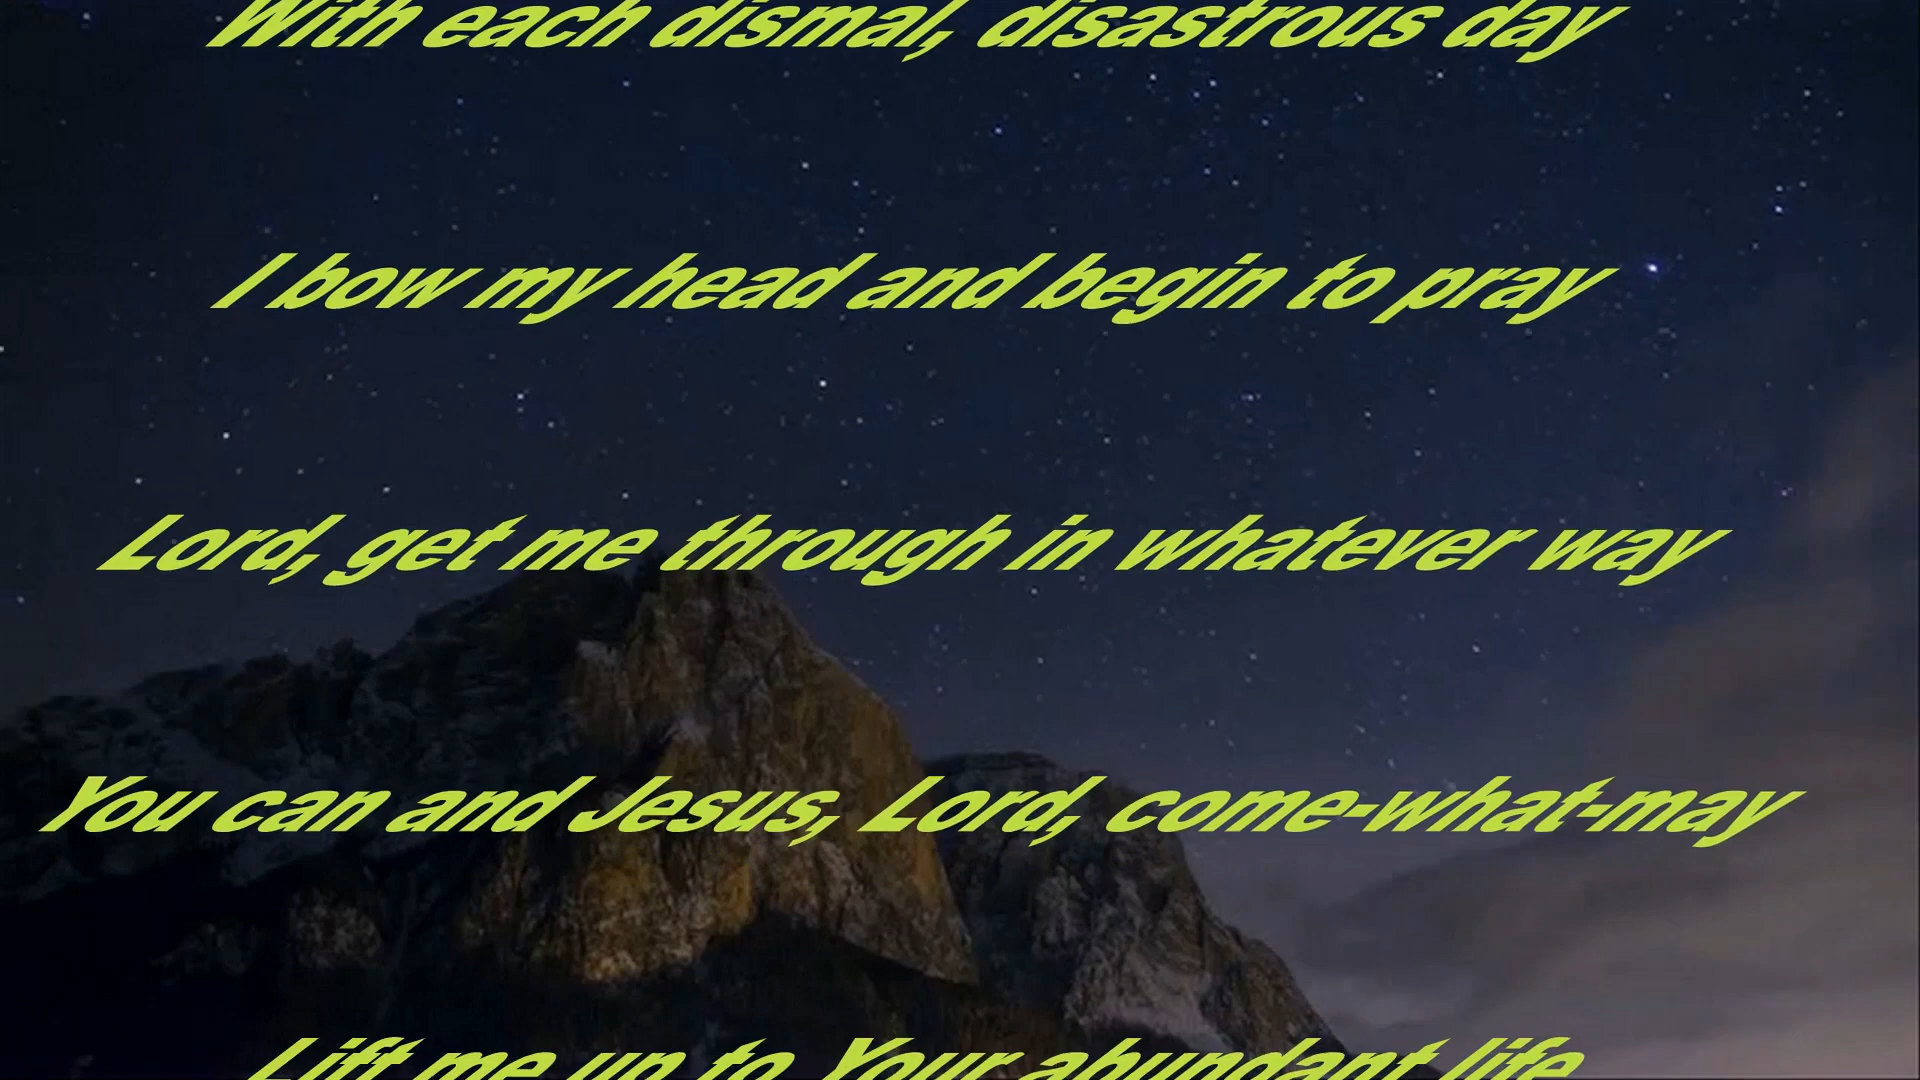 With each dismal, disastrous day
I bow my head and begin to pray
Lord, get me through in whatever way
You can and Jesus, Lord, come-what-may
Lift me up to Your abundant life